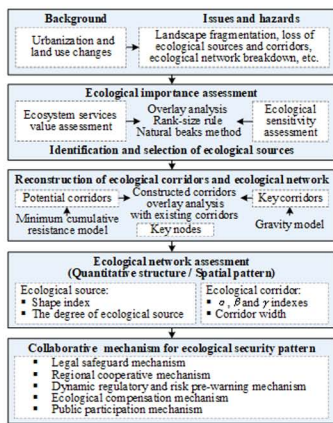 Background
Issues and hazards
Urbanization and
land use changes
Landscape fragmentation, loss of
ecological sources and corridors,
ecological network breakdown, etc.
Ecological importance assessment
Ecosystem services
value assessment
Overlay analysis
Rank-size rule
Natural beaks method
Ecological
sensitivity
assessment
Identification and selection of ecological sources
Reconstruction of ecological corridors and ecological network
Potential corridors
Constructed corridors
overlay analysis
with existing corridors
Key corridors
Minimum cumulative
resistance model
Key nodes
Gravity model
Ecological network assessment
(Quantitative structure / Spatial pattern)
Ecological source:
▪ Shape index
▪ The degree of ecological source
Ecological corridor:
▪ α, β and γ indexes
▪ Corridor width
Collaborative mechanism for ecological security pattern
▪ Legal safeguard mechanism
▪ Regional cooperative mechanism
▪ Dynamic regulatory and risk pre-warning mechanism
▪ Ecological compensation mechanism
▪ Public participation mechanism